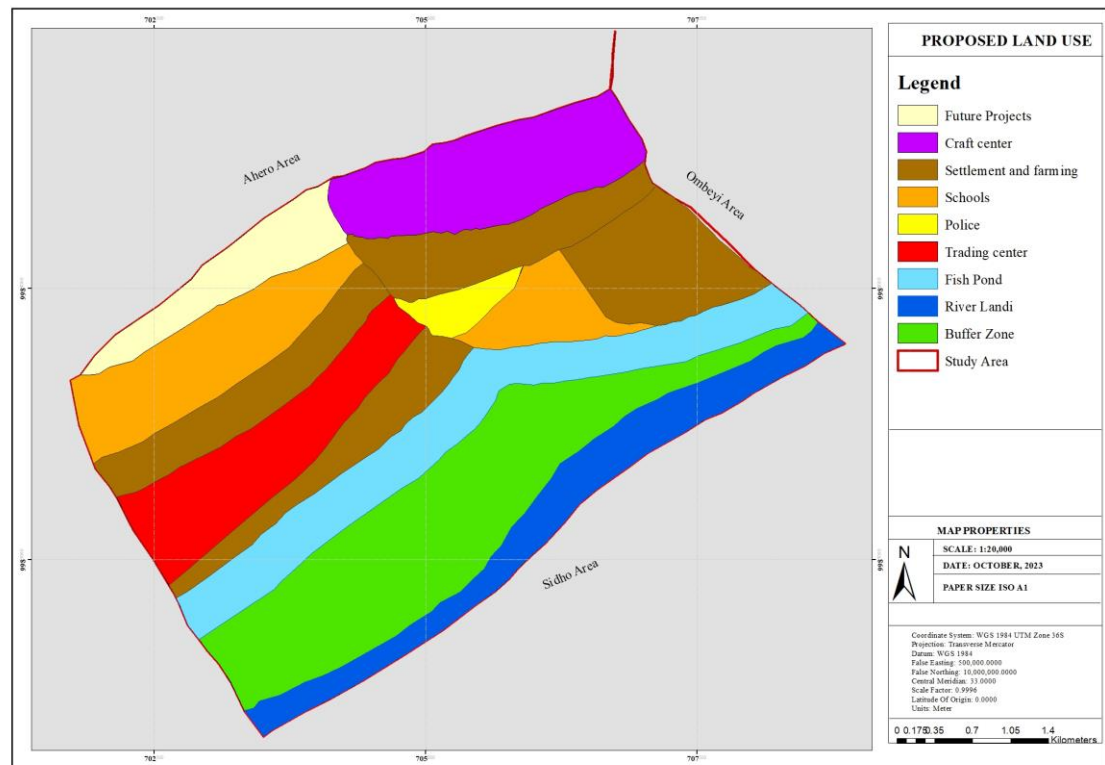 702
705
707
Ahero Area
Ombeyi Area
Sidho Area
998
998
998
998
702
705
707
PROPOSED LAND USE
Legend
Future Projects
Craft center
Settlement and farming
Schools
Police
Trading center
Fish Pond
River Landi
Buffer Zone
Study Area
MAP PROPERTIES
N
SCALE: 1:20,000
DATE: OCTOBER, 2023
PAPER SIZE ISO A1
Coordinate System: WGS 1984 UTM Zone 36S
Projection: Transverse Mercator
Datum: WGS 1984
False Easting: 500,000.0000
False Northing: 10,000,000.0000
Central Meridian: 33.0000
Scale Factor: 0.9996
Latitude Of Origin: 0.0000
Units: Meter
0 0.175 0.35 0.7 1.05 1.4
Kilometers